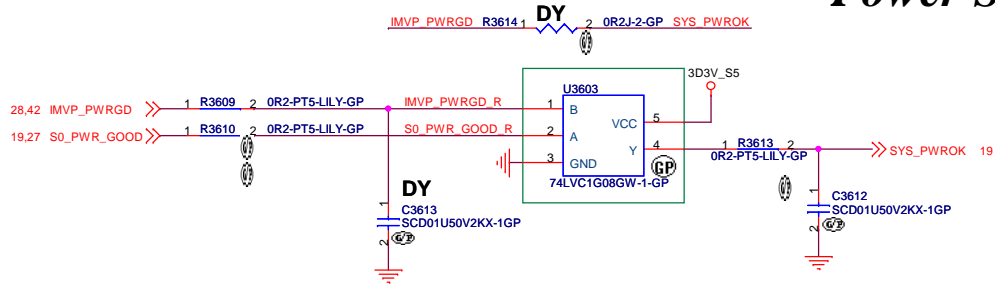 Power S
IMVP_PWRGD R3614 1 DY 2 0R2J-2-GP SYS_PWROK
3D3V_S5
U3603
28,42 IMVP_PWRGD 1 R3609 2 0R2-PT5-LILY-GP IMVP_PWRGD_R 1 B
VCC 5
19,27 S0_PWR_GOOD 1 R3610 2 0R2-PT5-LILY-GP S0_PWR_GOOD_R 2 A
Y 4 1 R3613 2 SYS_PWROK 19
0R2-PT5-LILY-GP
3 GND
GP
74LVC1G08GW-1-GP
DY
1 C3613
SCD01U50V2KX-1GP
2 G/P
1 C3612
SCD01U50V2KX-1GP
2 G/P